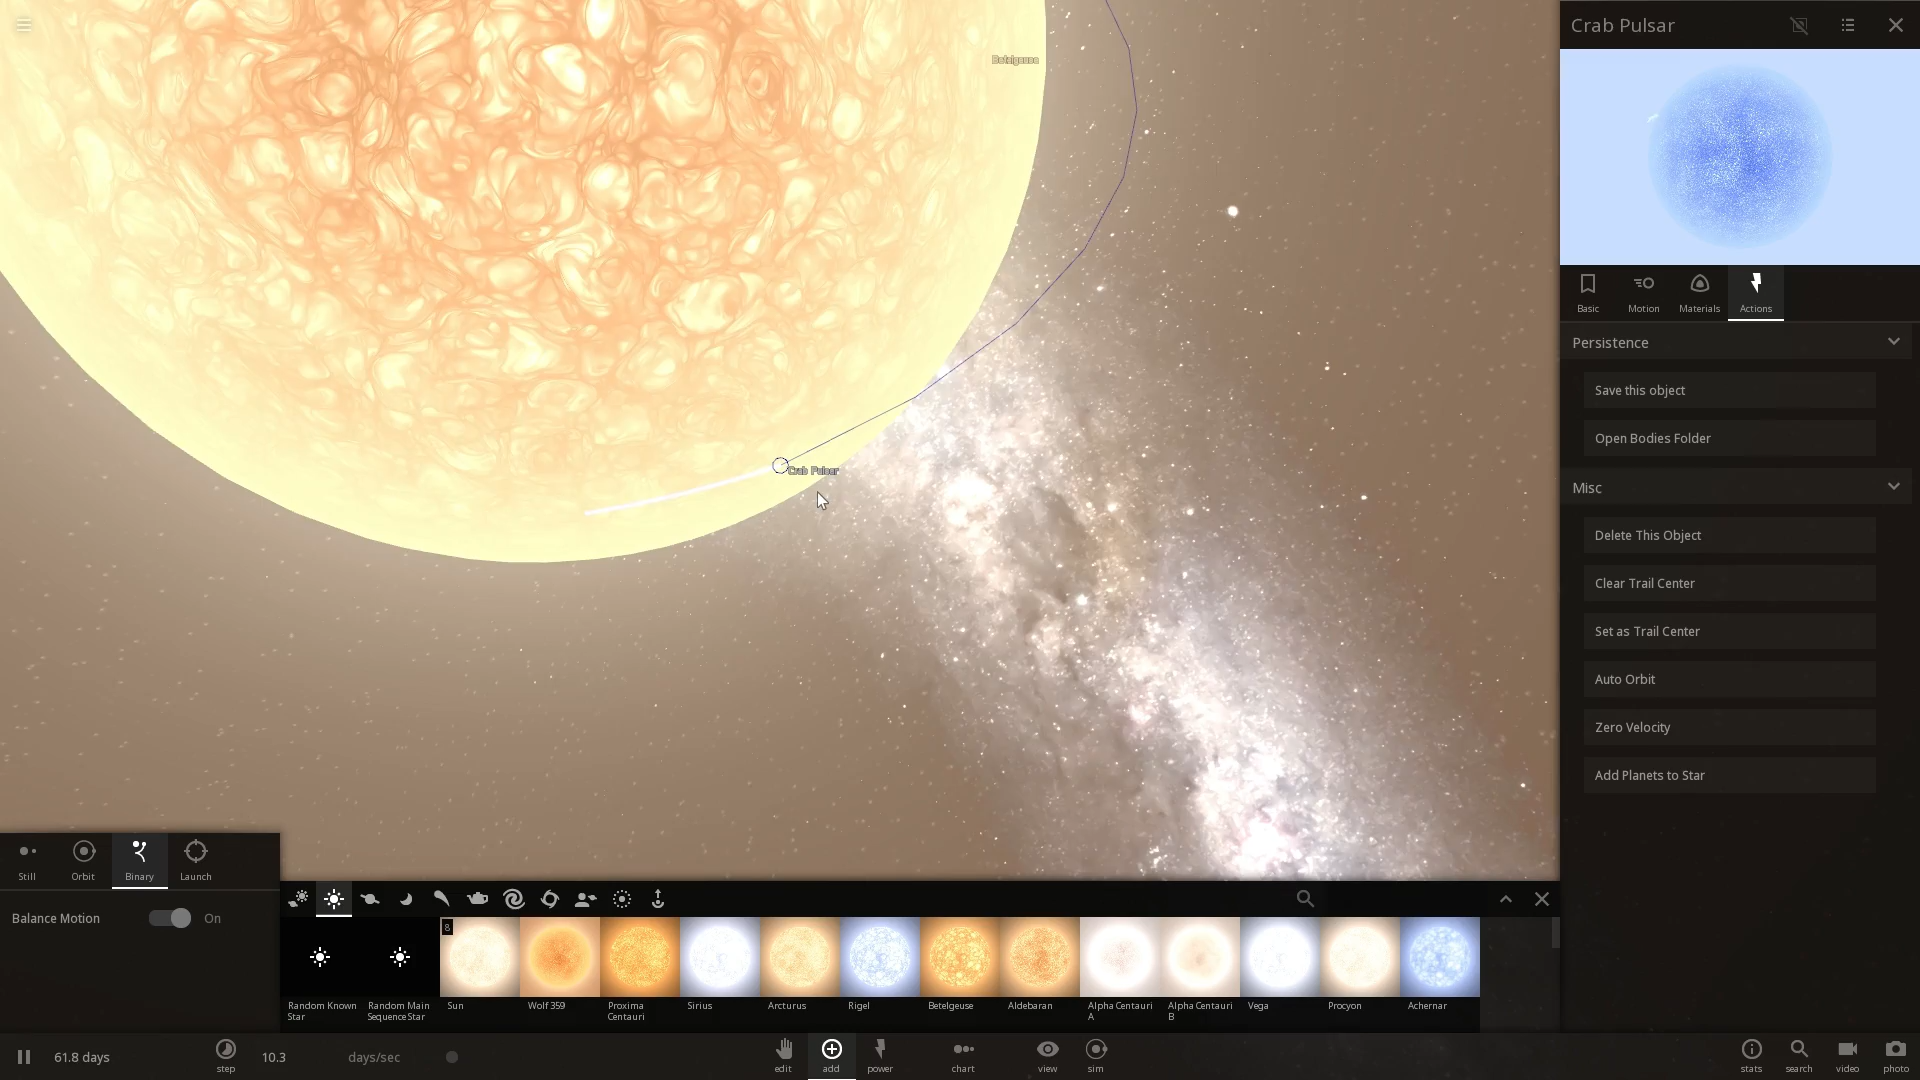 Crab Pulsar
Betelgeuse
Basic
Motion
Materials
Actions
Persistence
Save this object
Open Bodies Folder
Crab Pulsar
Misc
Delete This Object
Clear Trail Center
Set as Trail Center
Auto Orbit
Zero Velocity
Add Planets to Star
Still
Orbit
Binary
Launch
Balance Motion
On
8
Random Known
Star
Random Main
Sequence Star
Sun
Wolf 359
Proxima
Centauri
Sirius
Arcturus
Rigel
Betelgeuse
Aldebaran
Alpha Centauri
A
Alpha Centauri
B
Vega
Procyon
Achernar
61.8 days
step
10.3
days/sec
edit
add
power
chart
view
sim
stats
search
video
photo